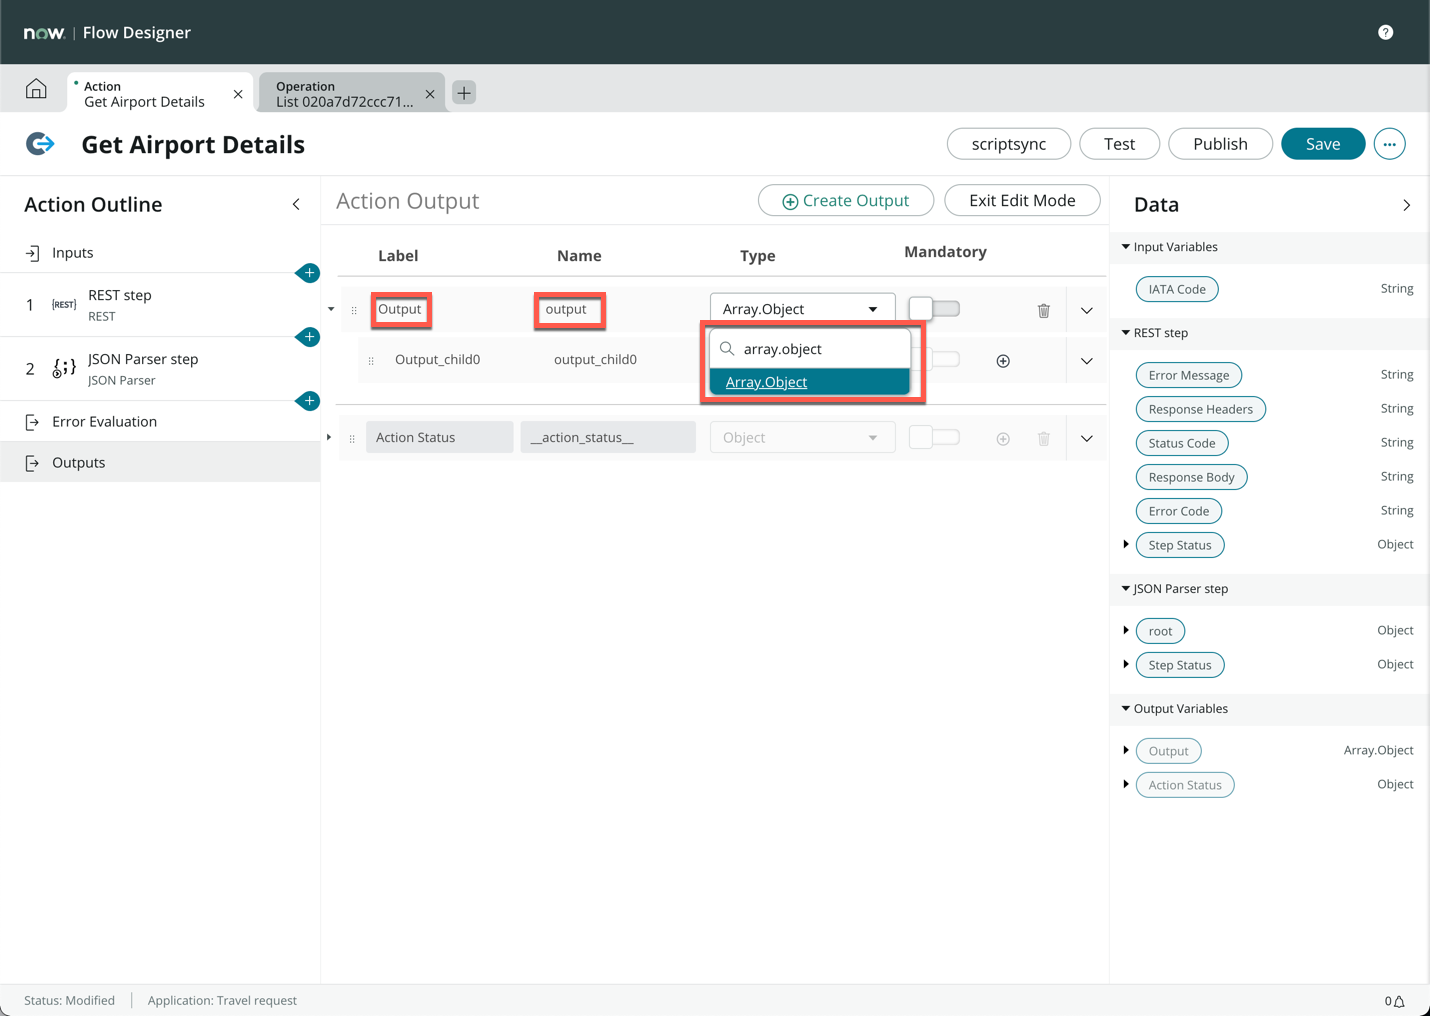 now. | Flow Designer
?
Action
Get Airport Details
Operation
List 020a7d72ccc71...
Get Airport Details
scriptsync
Test
Publish
Save
...
Action Outline
Inputs
1
[REST]
REST step
REST
2
{;}
JSON Parser step
JSON Parser
Error Evaluation
Outputs
Action Output
Create Output
Exit Edit Mode
Label
Name
Type
Mandatory
Output
output
Array.Object
array.object
Array.Object
Output_child0
output_child0
Action Status
__action_status__
Object
Data
Input Variables
IATA Code
String
REST step
Error Message
String
Response Headers
String
Status Code
String
Response Body
String
Error Code
String
Step Status
Object
JSON Parser step
root
Object
Step Status
Object
Output Variables
Output
Array.Object
Action Status
Object
Status: Modified
Application: Travel request
0